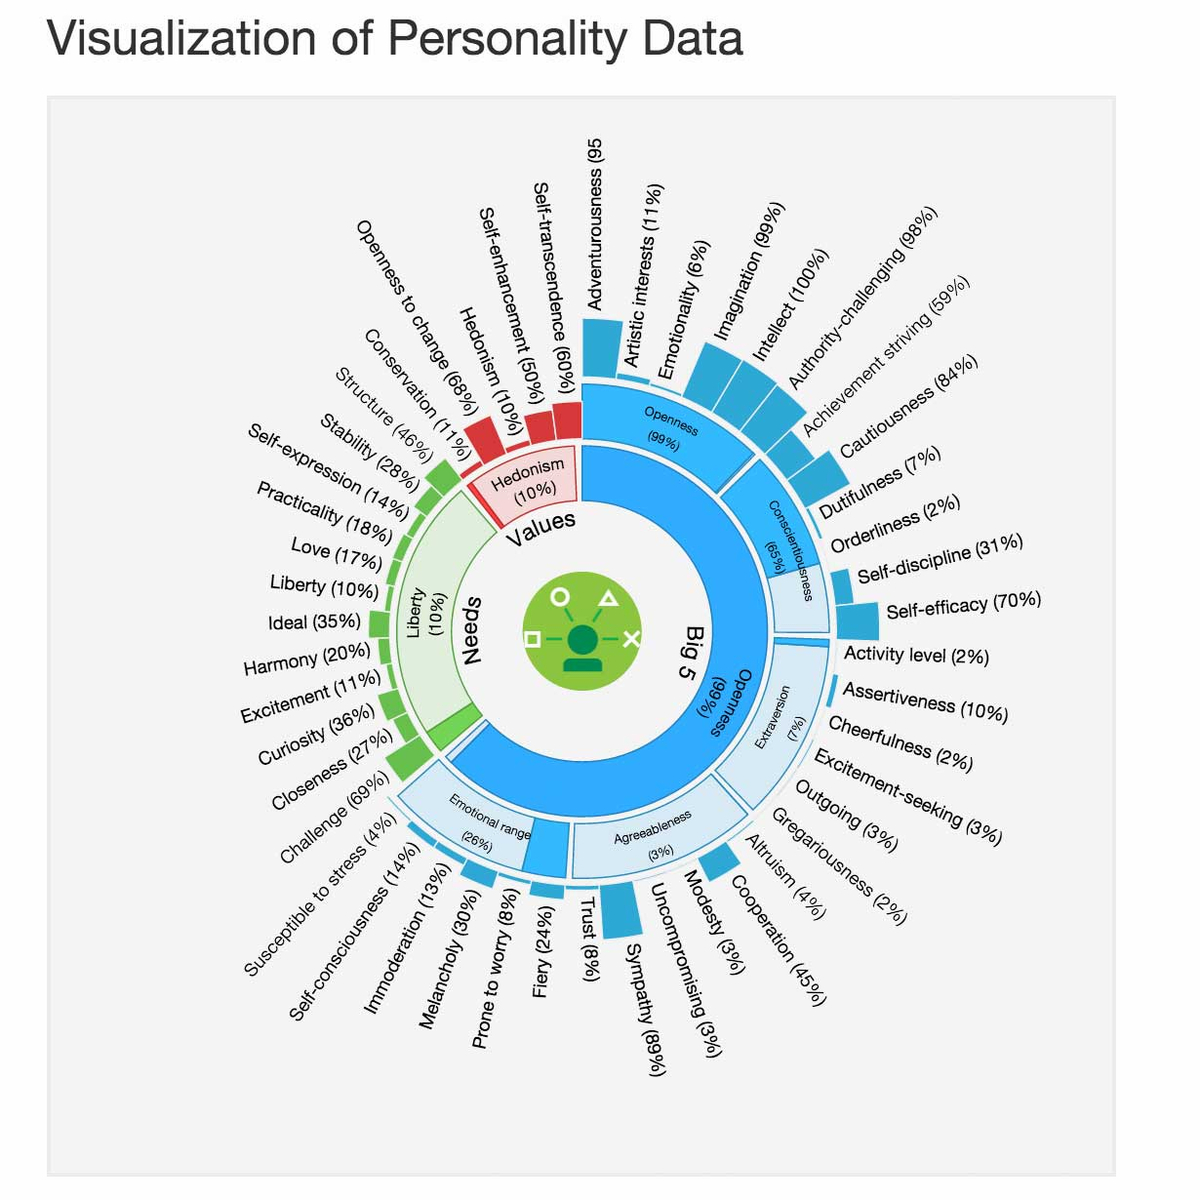 Visualization of Personality Data
Adventurousness (95
Artistic interests (11%)
Emotionality (6%)
Imagination (99%)
Intellect (100%)
Authority-challenging (98%)
Achievement striving (59%)
Cautiousness (84%)
Dutifulness (7%)
Orderliness (2%)
Self-discipline (31%)
Self-efficacy (70%)
Activity level (2%)
Assertiveness (10%)
Cheerfulness (2%)
Excitement-seeking (3%)
Outgoing (3%)
Gregariousness (2%)
Altruism (4%)
Cooperation (45%)
Modesty (3%)
Uncompromising (3%)
Sympathy (89%)
Trust (8%)
Fiery (24%)
Prone to worry (8%)
Melancholy (30%)
Immoderation (13%)
Self-consciousness (14%)
Susceptible to stress (4%)
Challenge (69%)
Closeness (27%)
Curiosity (36%)
Excitement (11%)
Harmony (20%)
Ideal (35%)
Liberty (10%)
Love (17%)
Practicality (18%)
Self-expression (14%)
Stability (28%)
Structure (46%)
Conservation (11%)
Openness to change (68%)
Hedonism (10%)
Self-enhancement (50%)
Self-transcendence (60%)
Openness
(99%)
Conscientiousness
(65%)
Extraversion
(7%)
Agreeableness
(3%)
Emotional range
(26%)
Liberty
(10%)
Hedonism
(10%)
Openness
(99%)
Big 5
Needs
Values